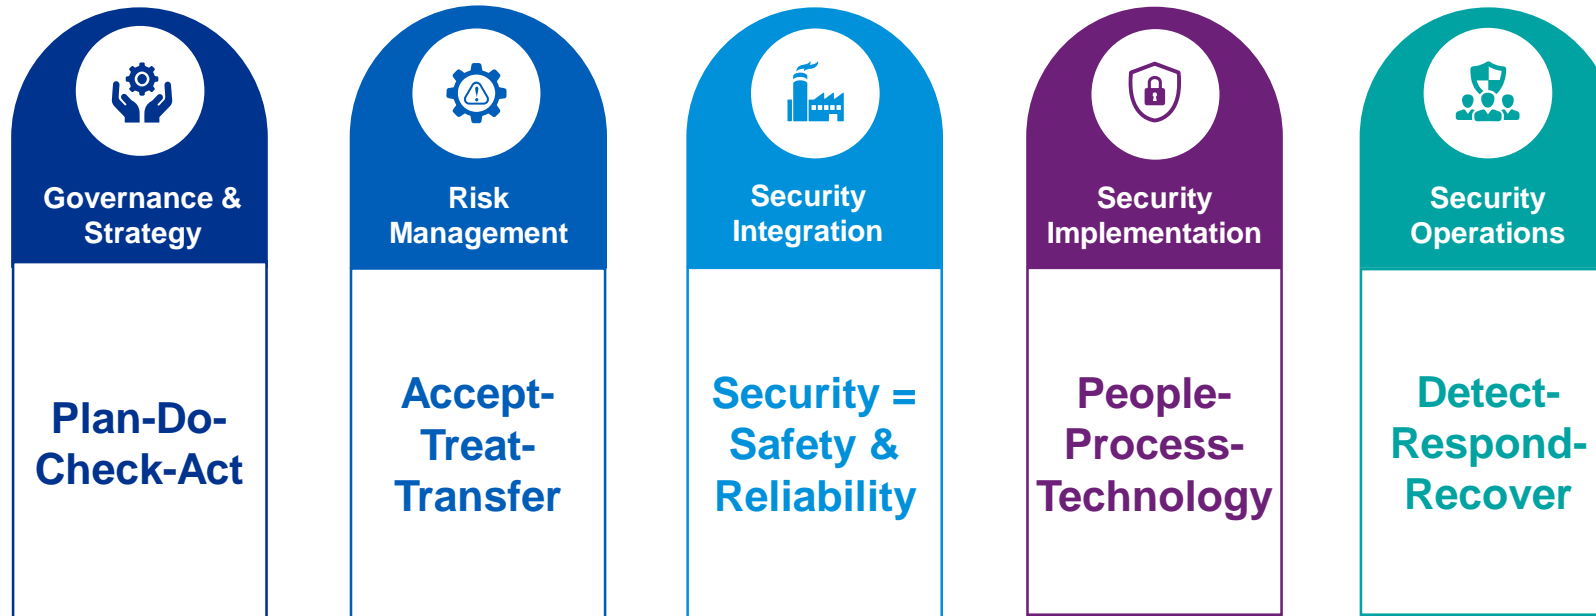 Governance &
Strategy
Plan-Do-
Check-Act
Risk
Management
Accept-
Treat-
Transfer
Security
Integration
Security =
Safety &
Reliability
Security
Implementation
People-
Process-
Technology
Security
Operations
Detect-
Respond-
Recover